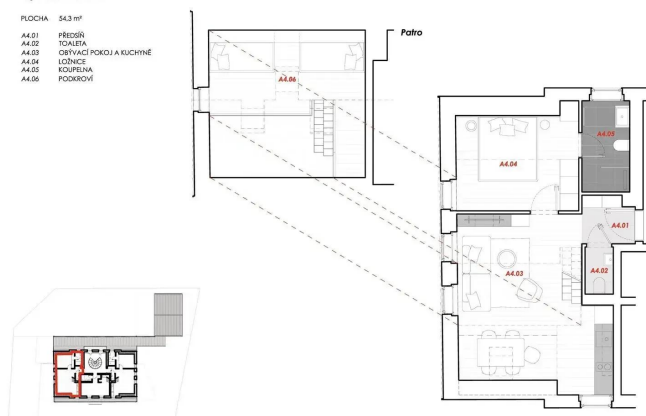 PLOCHA 54,3 m²
A4.01 PŘEDSÍŇ
A4.02 TOALETA
A4.03 OBÝVACÍ POKOJ A KUCHYNĚ
A4.04 LOŽNICE
A4.05 KOUPELNA
A4.06 PODKROVÍ
Patro
A4.06
A4.05
A4.04
A4.01
A4.03
A4.02